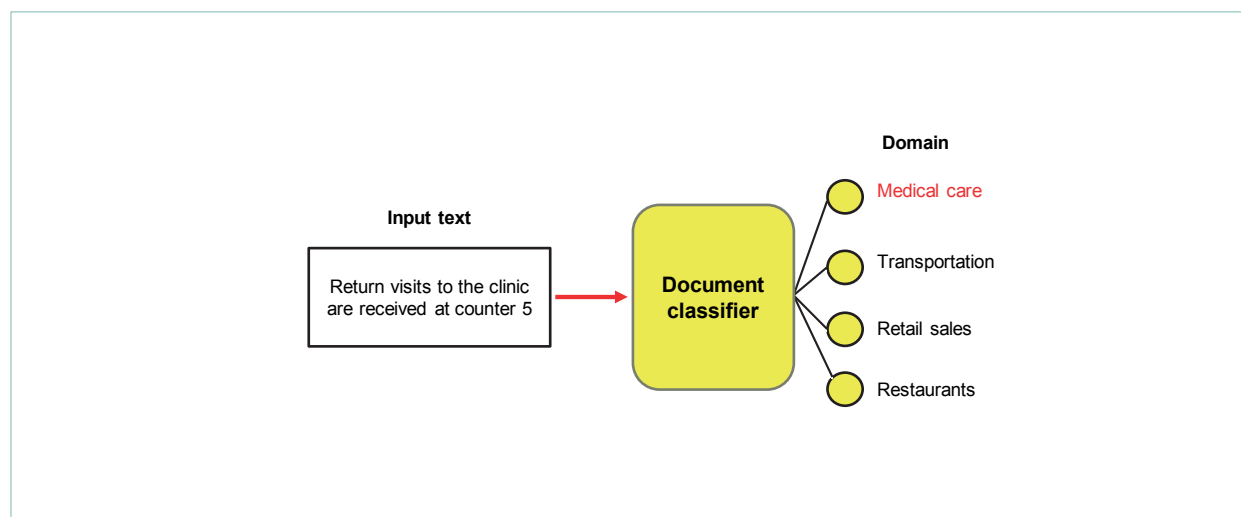 Domain
Medical care
Input text
Return visits to the clinic
are received at counter 5
Document
classifier
Transportation
Retail sales
Restaurants